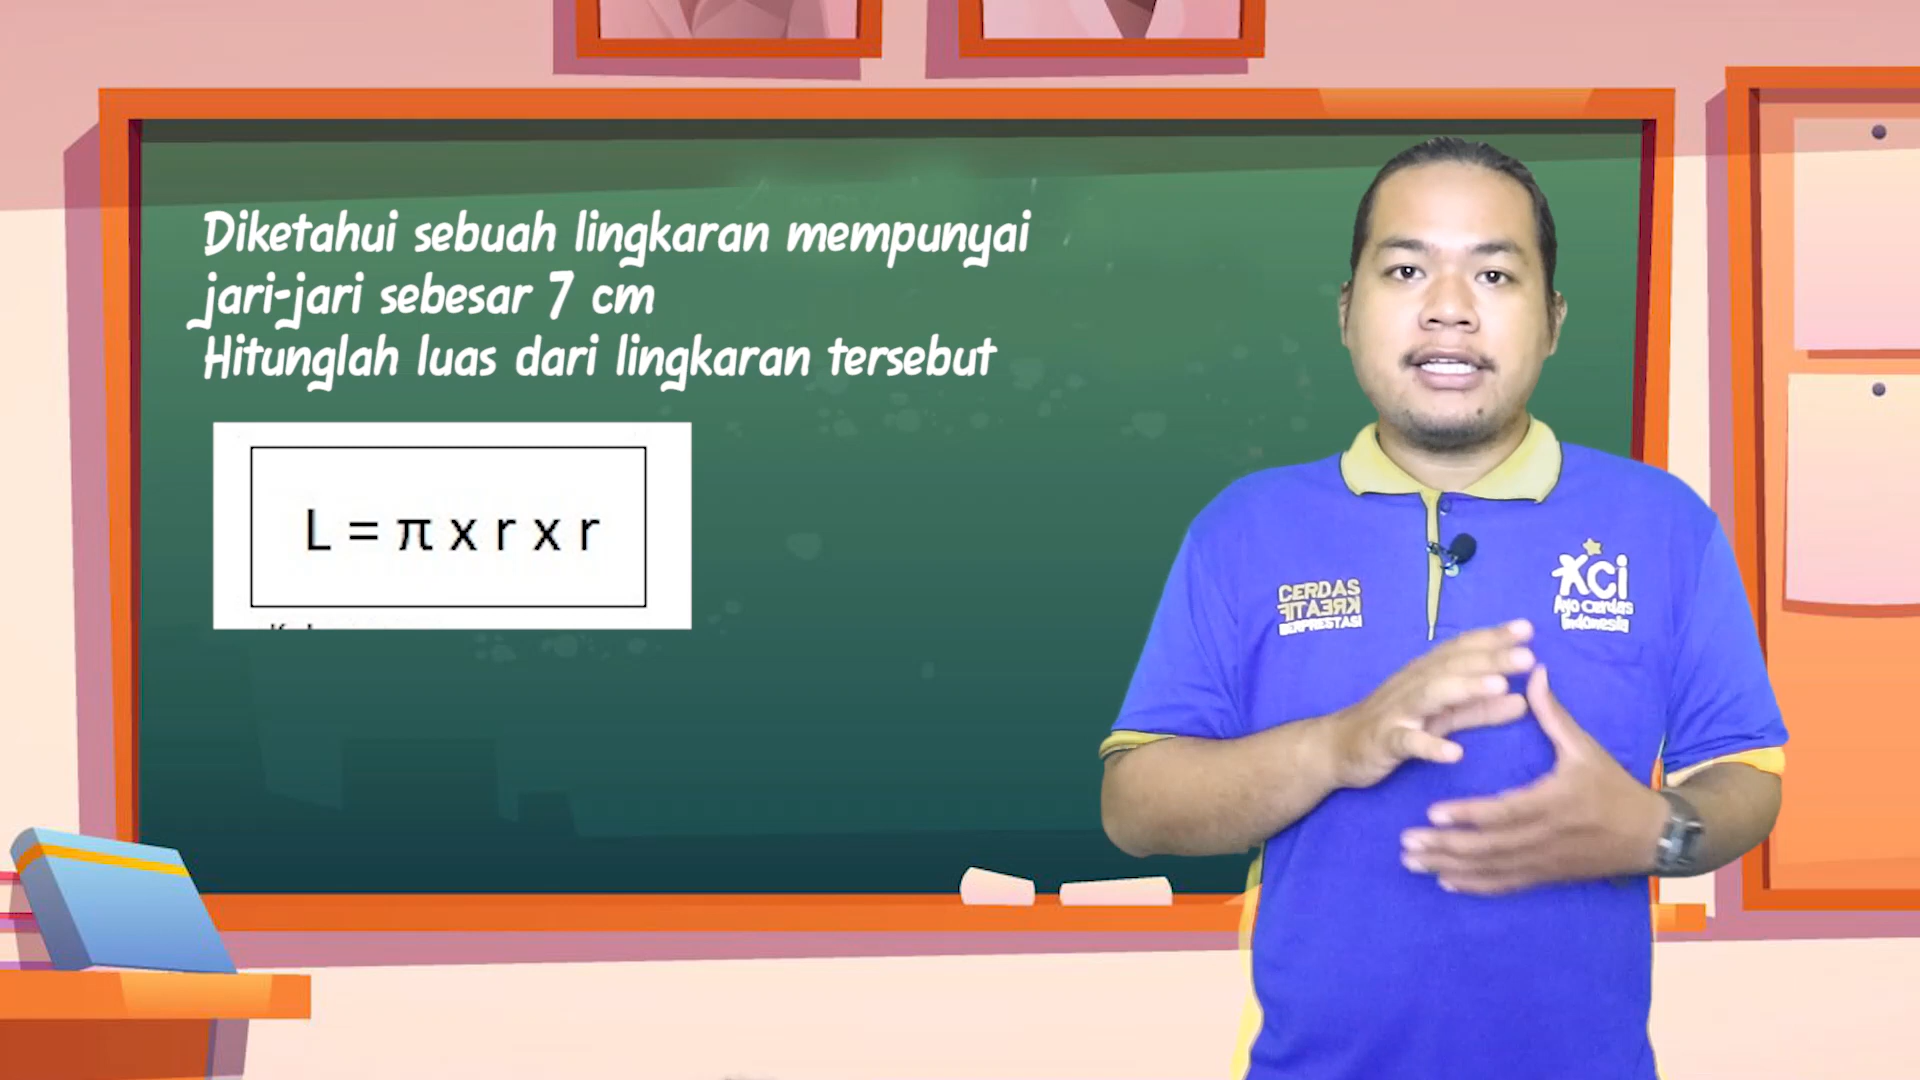 Diketahui sebuah lingkaran mempunyai
jari-jari sebesar 7 cm
Hitunglah luas dari lingkaran tersebut
L = π x r x r
CERDAS
KREATIF
BERPRESTASI
KCi
Ayo Cerdas
Indonesia